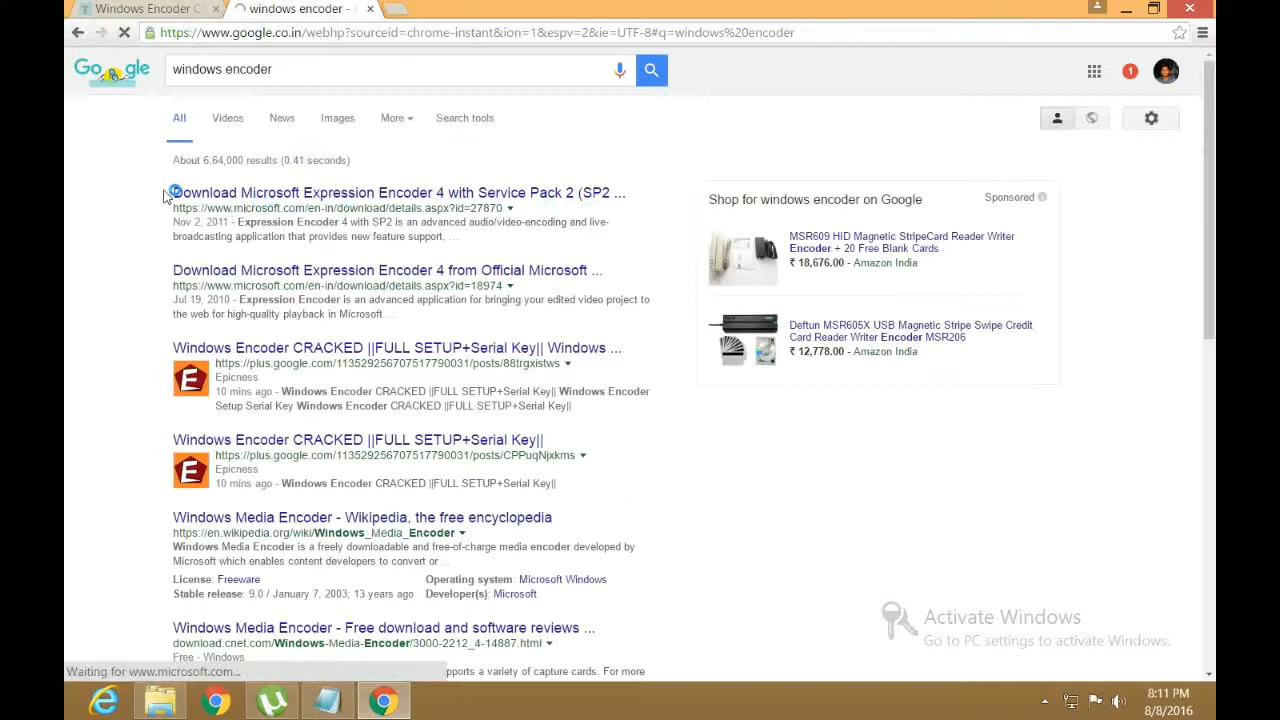 Windows Encoder C
windows encoder -
https://www.google.co.in/webhp?sourceid=chrome-instant&ion=1&espv=2&ie=UTF-8#q=windows%20encoder
Google
windows encoder
1
All Videos News Images More Search tools
About 6,64,000 results (0.41 seconds)
Download Microsoft Expression Encoder 4 with Service Pack 2 (SP2 ...
https://www.microsoft.com/en-in/download/details.aspx?id=27870
Nov 2, 2011 - Expression Encoder 4 with SP2 is an advanced audio/video-encoding and live-
broadcasting application that provides new feature support, ...
Download Microsoft Expression Encoder 4 from Official Microsoft ...
https://www.microsoft.com/en-in/download/details.aspx?id=18974
Jul 19, 2010 - Expression Encoder is an advanced application for bringing your edited video project to
the web for high-quality playback in Microsoft ...
Windows Encoder CRACKED ||FULL SETUP+Serial Key|| Windows ...
E
https://plus.google.com/113529256707517790031/posts/88trgxistws
Epicness
10 mins ago - Windows Encoder CRACKED ||FULL SETUP+Serial Key|| Windows Encoder
Setup Serial Key Windows Encoder CRACKED ||FULL SETUP+Serial Key||
Windows Encoder CRACKED ||FULL SETUP+Serial Key||
E
https://plus.google.com/113529256707517790031/posts/CPPuqNjxkms
Epicness
10 mins ago - Windows Encoder CRACKED ||FULL SETUP+Serial Key||
Windows Media Encoder - Wikipedia, the free encyclopedia
https://en.wikipedia.org/wiki/Windows_Media_Encoder
Windows Media Encoder is a freely downloadable and free-of-charge media encoder developed by
Microsoft which enables content developers to convert or ...
License: Freeware Operating system: Microsoft Windows
Stable release: 9.0 / January 7, 2003; 13 years ago Developer(s): Microsoft
Windows Media Encoder - Free download and software reviews ...
download.cnet.com/Windows-Media-Encoder/3000-2212_4-14887.html
Free - Windows
pports a variety of capture cards. For more
Shop for windows encoder on Google Sponsored
MSR609 HID Magnetic StripeCard Reader Writer
Encoder + 20 Free Blank Cards
₹ 18,676.00 - Amazon India
Deftun MSR605X USB Magnetic Stripe Swipe Credit
Card Reader Writer Encoder MSR206
₹ 12,778.00 - Amazon India
Activate Windows
Go to PC settings to activate Windows.
Waiting for www.microsoft.com...
8:11 PM
8/8/2016